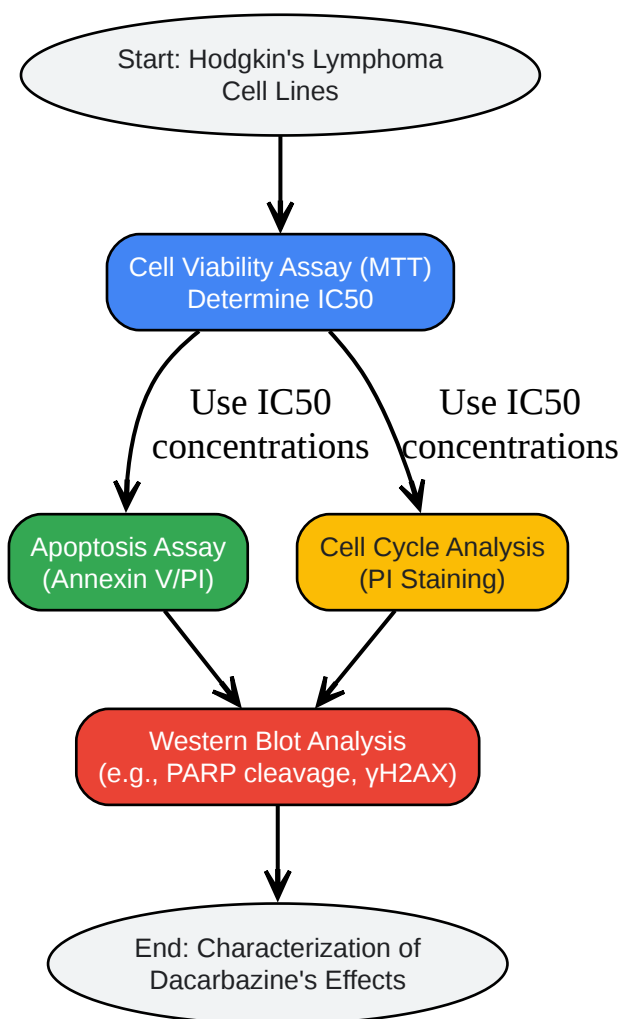 Start: Hodgkin's Lymphoma
Cell Lines
Cell Viability Assay (MTT)
Determine IC50
Use IC50
concentrations
Use IC50
concentrations
Apoptosis Assay
(Annexin V/PI)
Cell Cycle Analysis
(PI Staining)
Western Blot Analysis
(e.g., PARP cleavage, γH2AX)
End: Characterization of
Dacarbazine's Effects